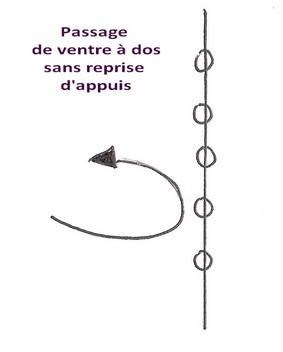 Passage
de ventre à dos
sans reprise
d'appuis